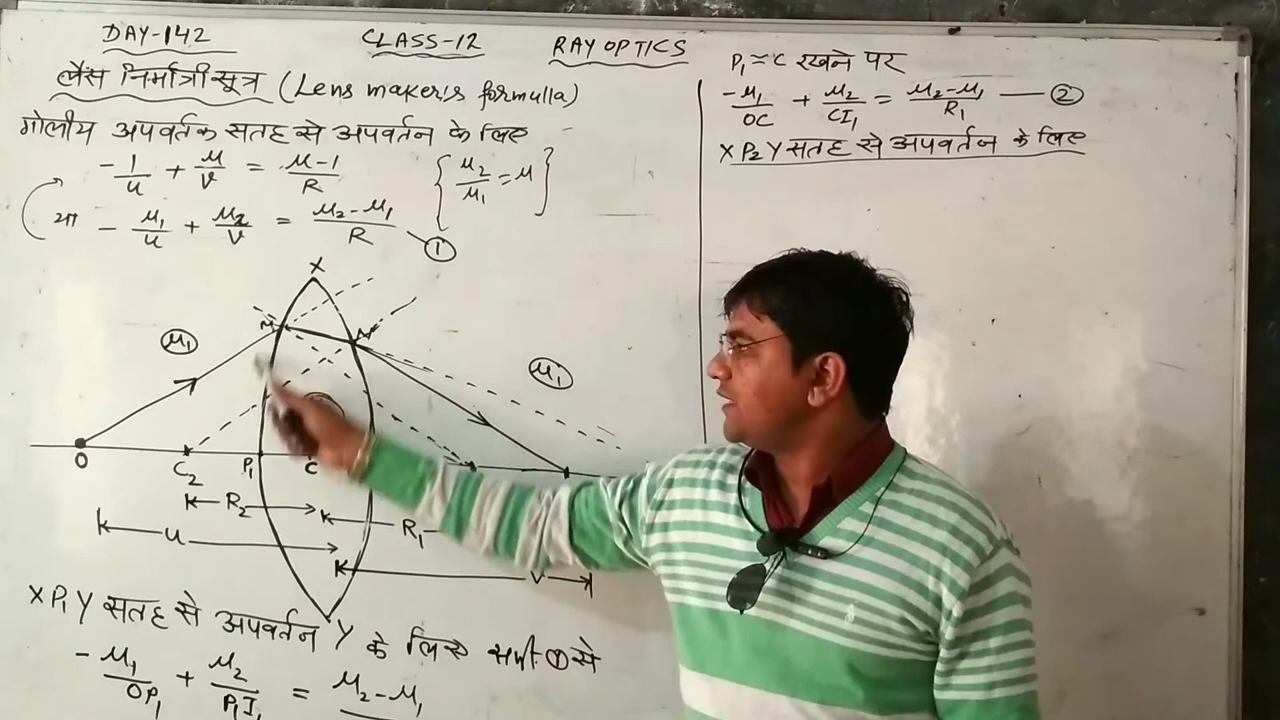 DAY-142 CLASS-12 RAY OPTICS
लैंस निर्मात्री सूत्र (Lens maker's formulla)
गोलीय अपवर्तक सतह से अपवर्तन के लिए
-1/u + μ/v = μ-1/R { μ2/μ1 = μ }
या - μ1/u + μ2/v = μ2-μ1/R ①
X
M N
μ1 μ1
O C2 P1 C
R2 R1
u
v
Y
XP1Y सतह से अपवर्तन के लिए समी. ① से
- μ1/OP1 + μ2/P1I1 = μ2-μ1
P1≈C रखने पर
-μ1/OC + μ2/CI1 = μ2-μ1/R1 — ②
XP2Y सतह से अपवर्तन के लिए